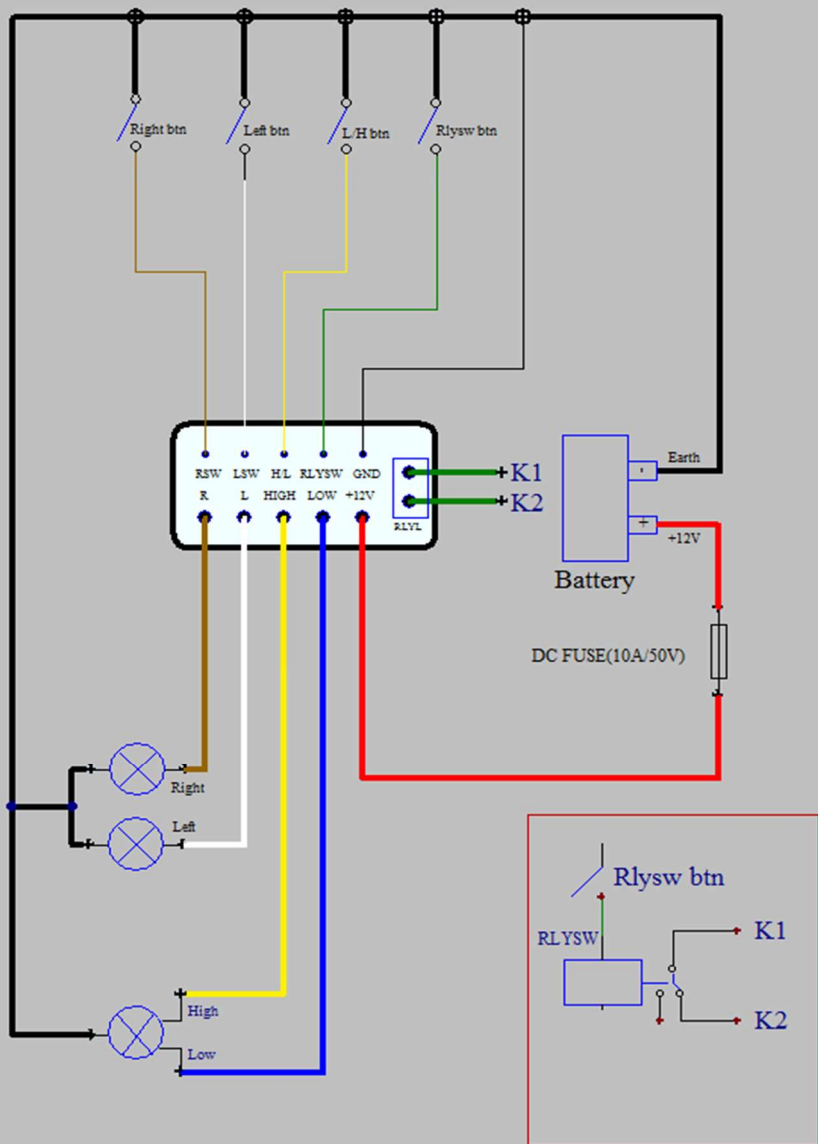 Right btn
Left btn
L/H btn
Rlysw btn
RSW LSW H/L RLYSW GND
R L HIGH LOW +12V
RLYL
K1
K2
Earth
-
+
+12V
Battery
DC FUSE(10A/50V)
Right
Left
High
Low
Rlysw btn
RLYSW
K1
K2